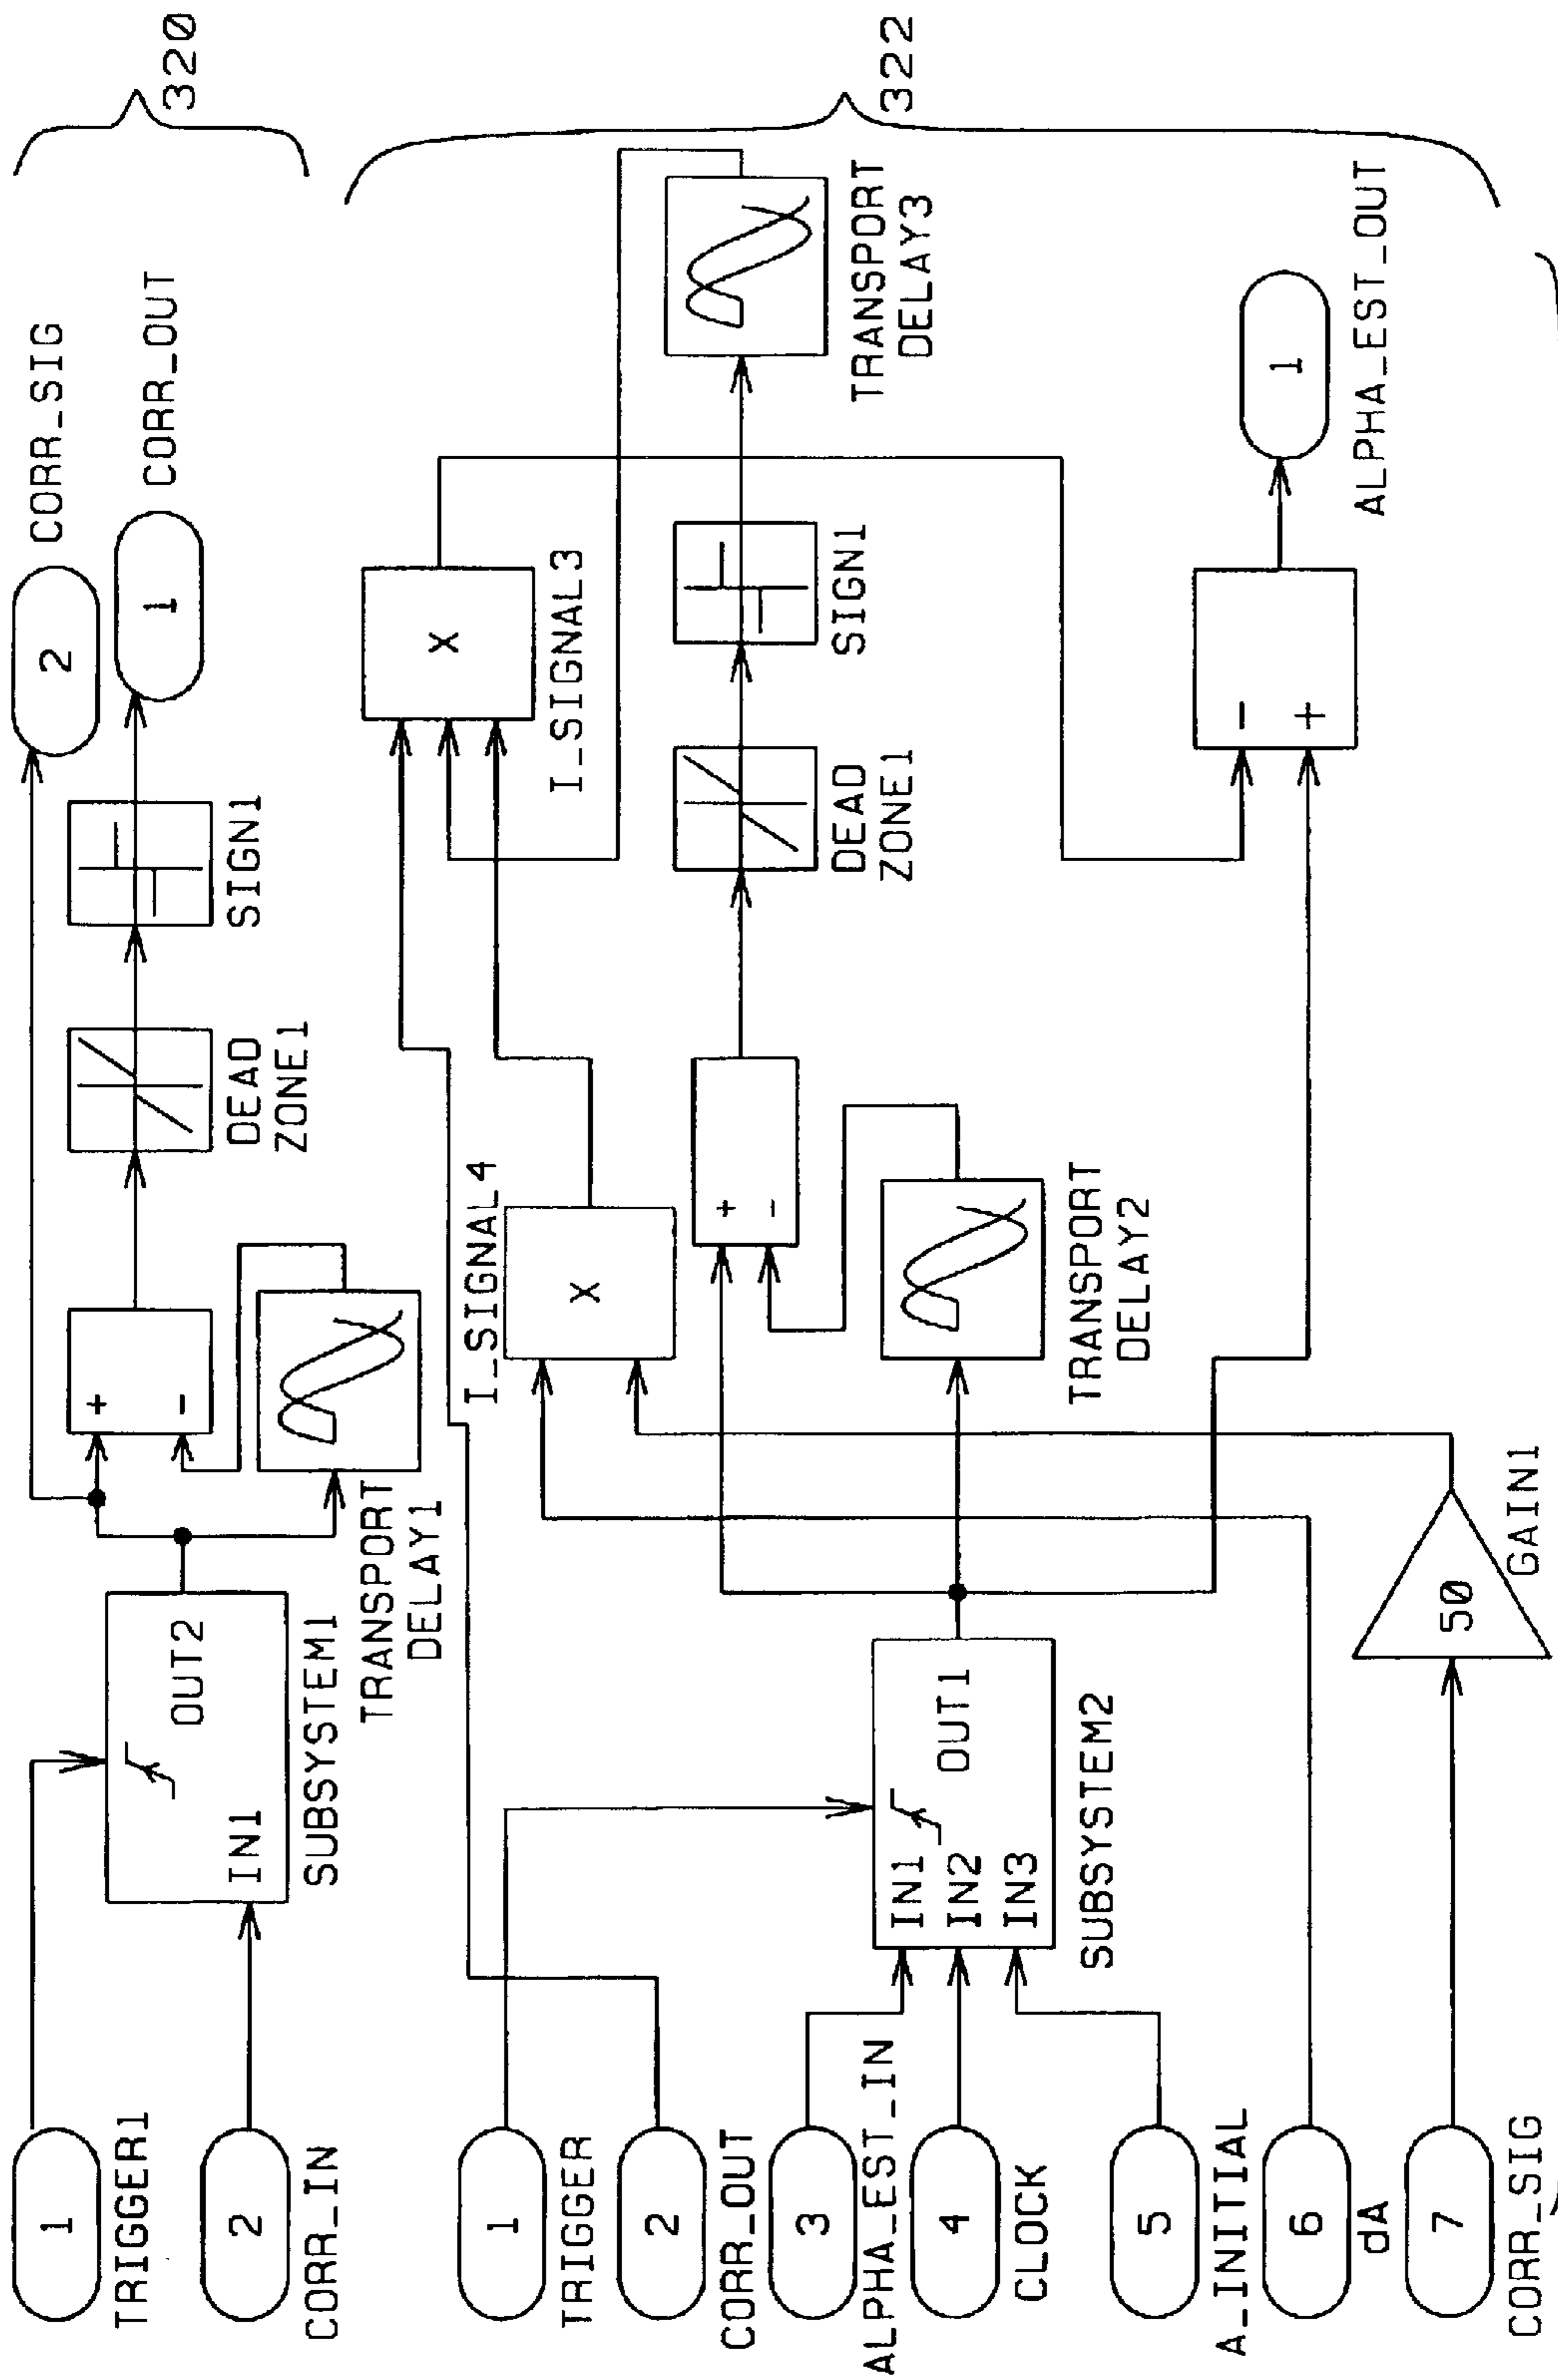 1
TRIGGER1
2
CORR_IN
IN1
OUT2
SUBSYSTEM1
TRANSPORT
DELAY1
+
-
DEAD
ZONE1
SIGN1
2
CORR_SIG
1
CORR_OUT
320
1
TRIGGER
2
CORR_OUT
3
ALPHA_EST_IN
4
CLOCK
5
A_INITIAL
6
dA
7
CORR_SIG
IN1
IN2
IN3
OUT1
SUBSYSTEM2
50
GAIN1
I_SIGNAL4
X
+
-
TRANSPORT
DELAY2
DEAD
ZONE1
SIGN1
X
I_SIGNAL3
TRANSPORT
DELAY3
-
+
1
ALPHA_EST_OUT
322